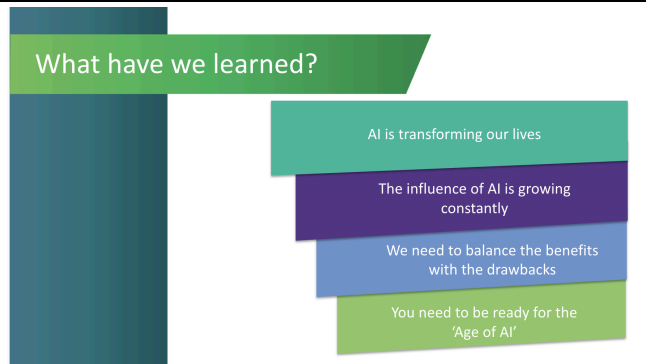 What have we learned?
AI is transforming our lives
The influence of AI is growing
constantly
We need to balance the benefits
with the drawbacks
You need to be ready for the
‘Age of AI’